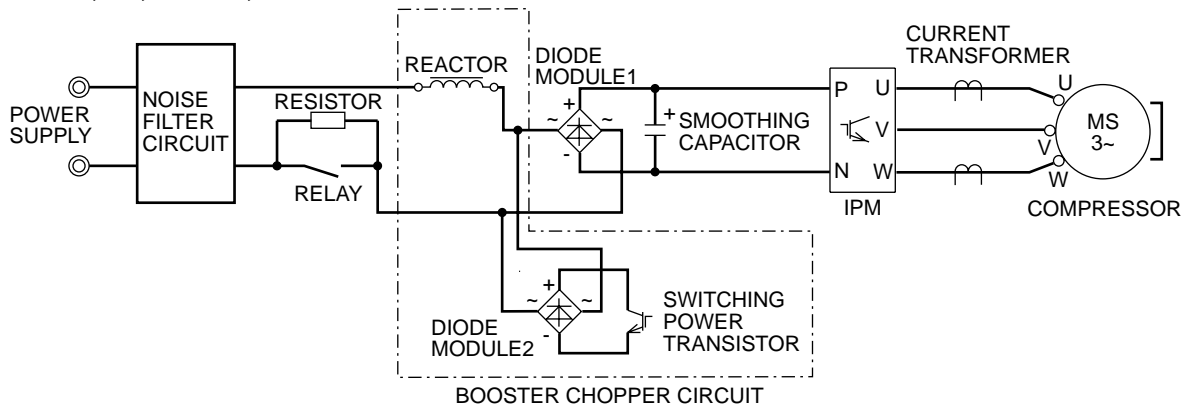 POWER
SUPPLY
NOISE
FILTER
CIRCUIT
RESISTOR
RELAY
REACTOR
DIODE
MODULE1
+
~
~
-
+
SMOOTHING
CAPACITOR
P
U
V
N
W
IPM
CURRENT
TRANSFORMER
U
V
W
MS
3~
COMPRESSOR
+
~
~
-
DIODE
MODULE2
SWITCHING
POWER
TRANSISTOR
BOOSTER CHOPPER CIRCUIT